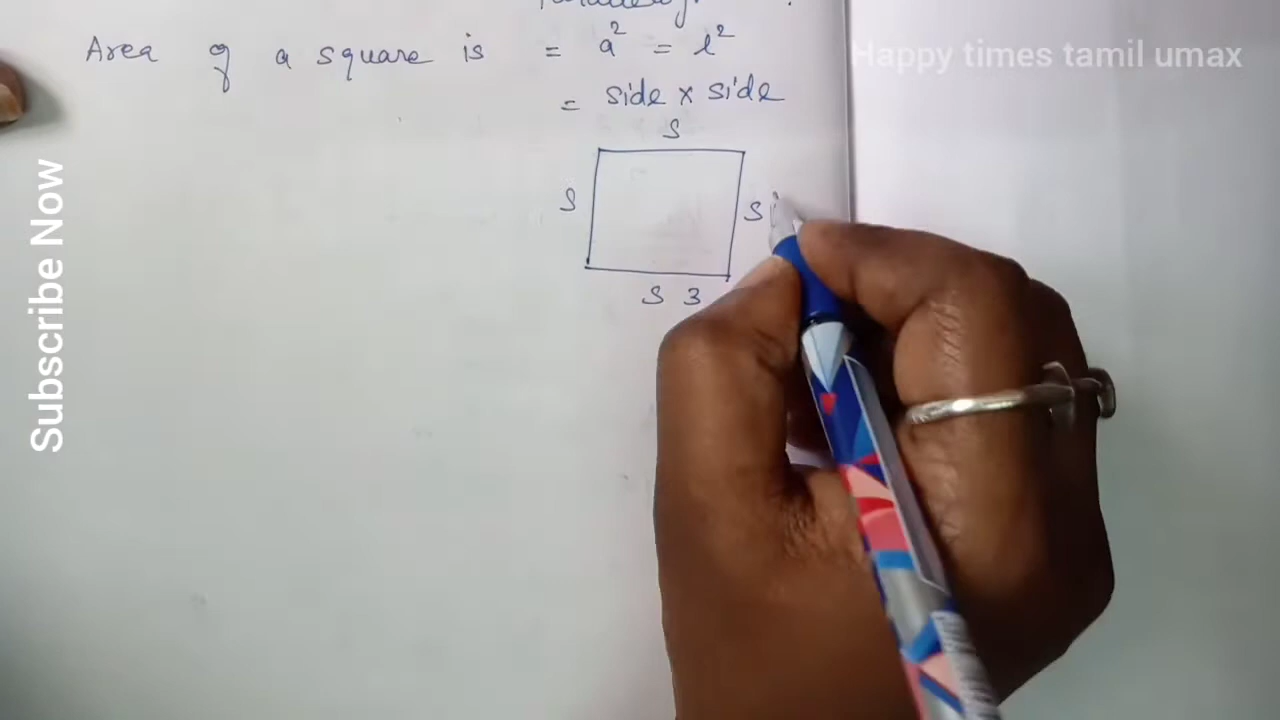 Area of a square is = a² = l²
= side × side
S
S
S
S 3
Happy times tamil umax
Subscribe Now